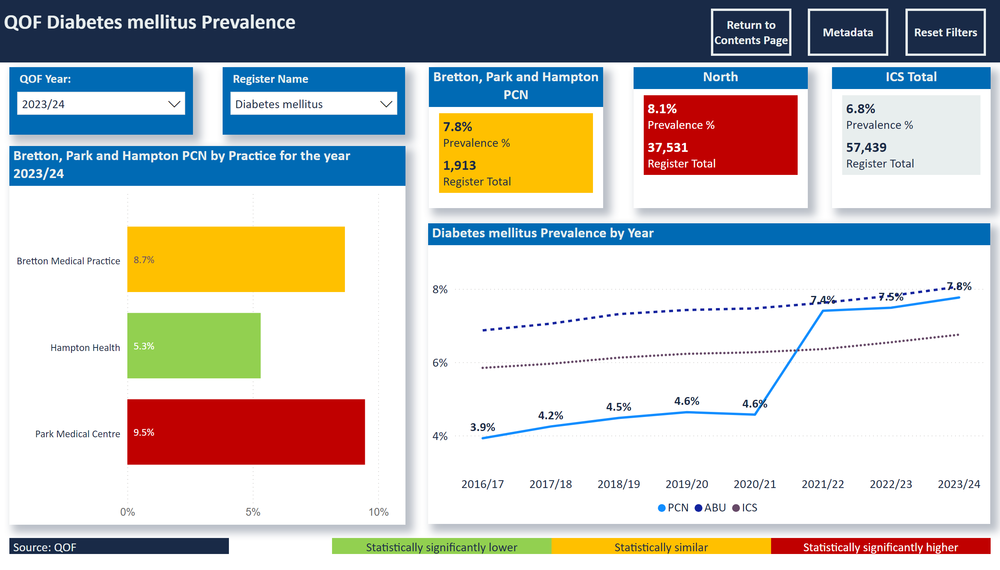 QOF Diabetes mellitus Prevalence
Return to
Contents Page
Metadata
Reset Filters
QOF Year:
2023/24
Register Name
Diabetes mellitus
Bretton, Park and Hampton
PCN
7.8%
Prevalence %
1,913
Register Total
North
8.1%
Prevalence %
37,531
Register Total
ICS Total
6.8%
Prevalence %
57,439
Register Total
Bretton, Park and Hampton PCN by Practice for the year
2023/24
Bretton Medical Practice
8.7%
Hampton Health
5.3%
Park Medical Centre
9.5%
0%
5%
10%
Diabetes mellitus Prevalence by Year
8%
6%
4%
3.9%
4.2%
4.5%
4.6%
4.6%
7.4%
7.5%
7.8%
2016/17
2017/18
2018/19
2019/20
2020/21
2021/22
2022/23
2023/24
PCN
ABU
ICS
Source: QOF
Statistically significantly lower
Statistically similar
Statistically significantly higher